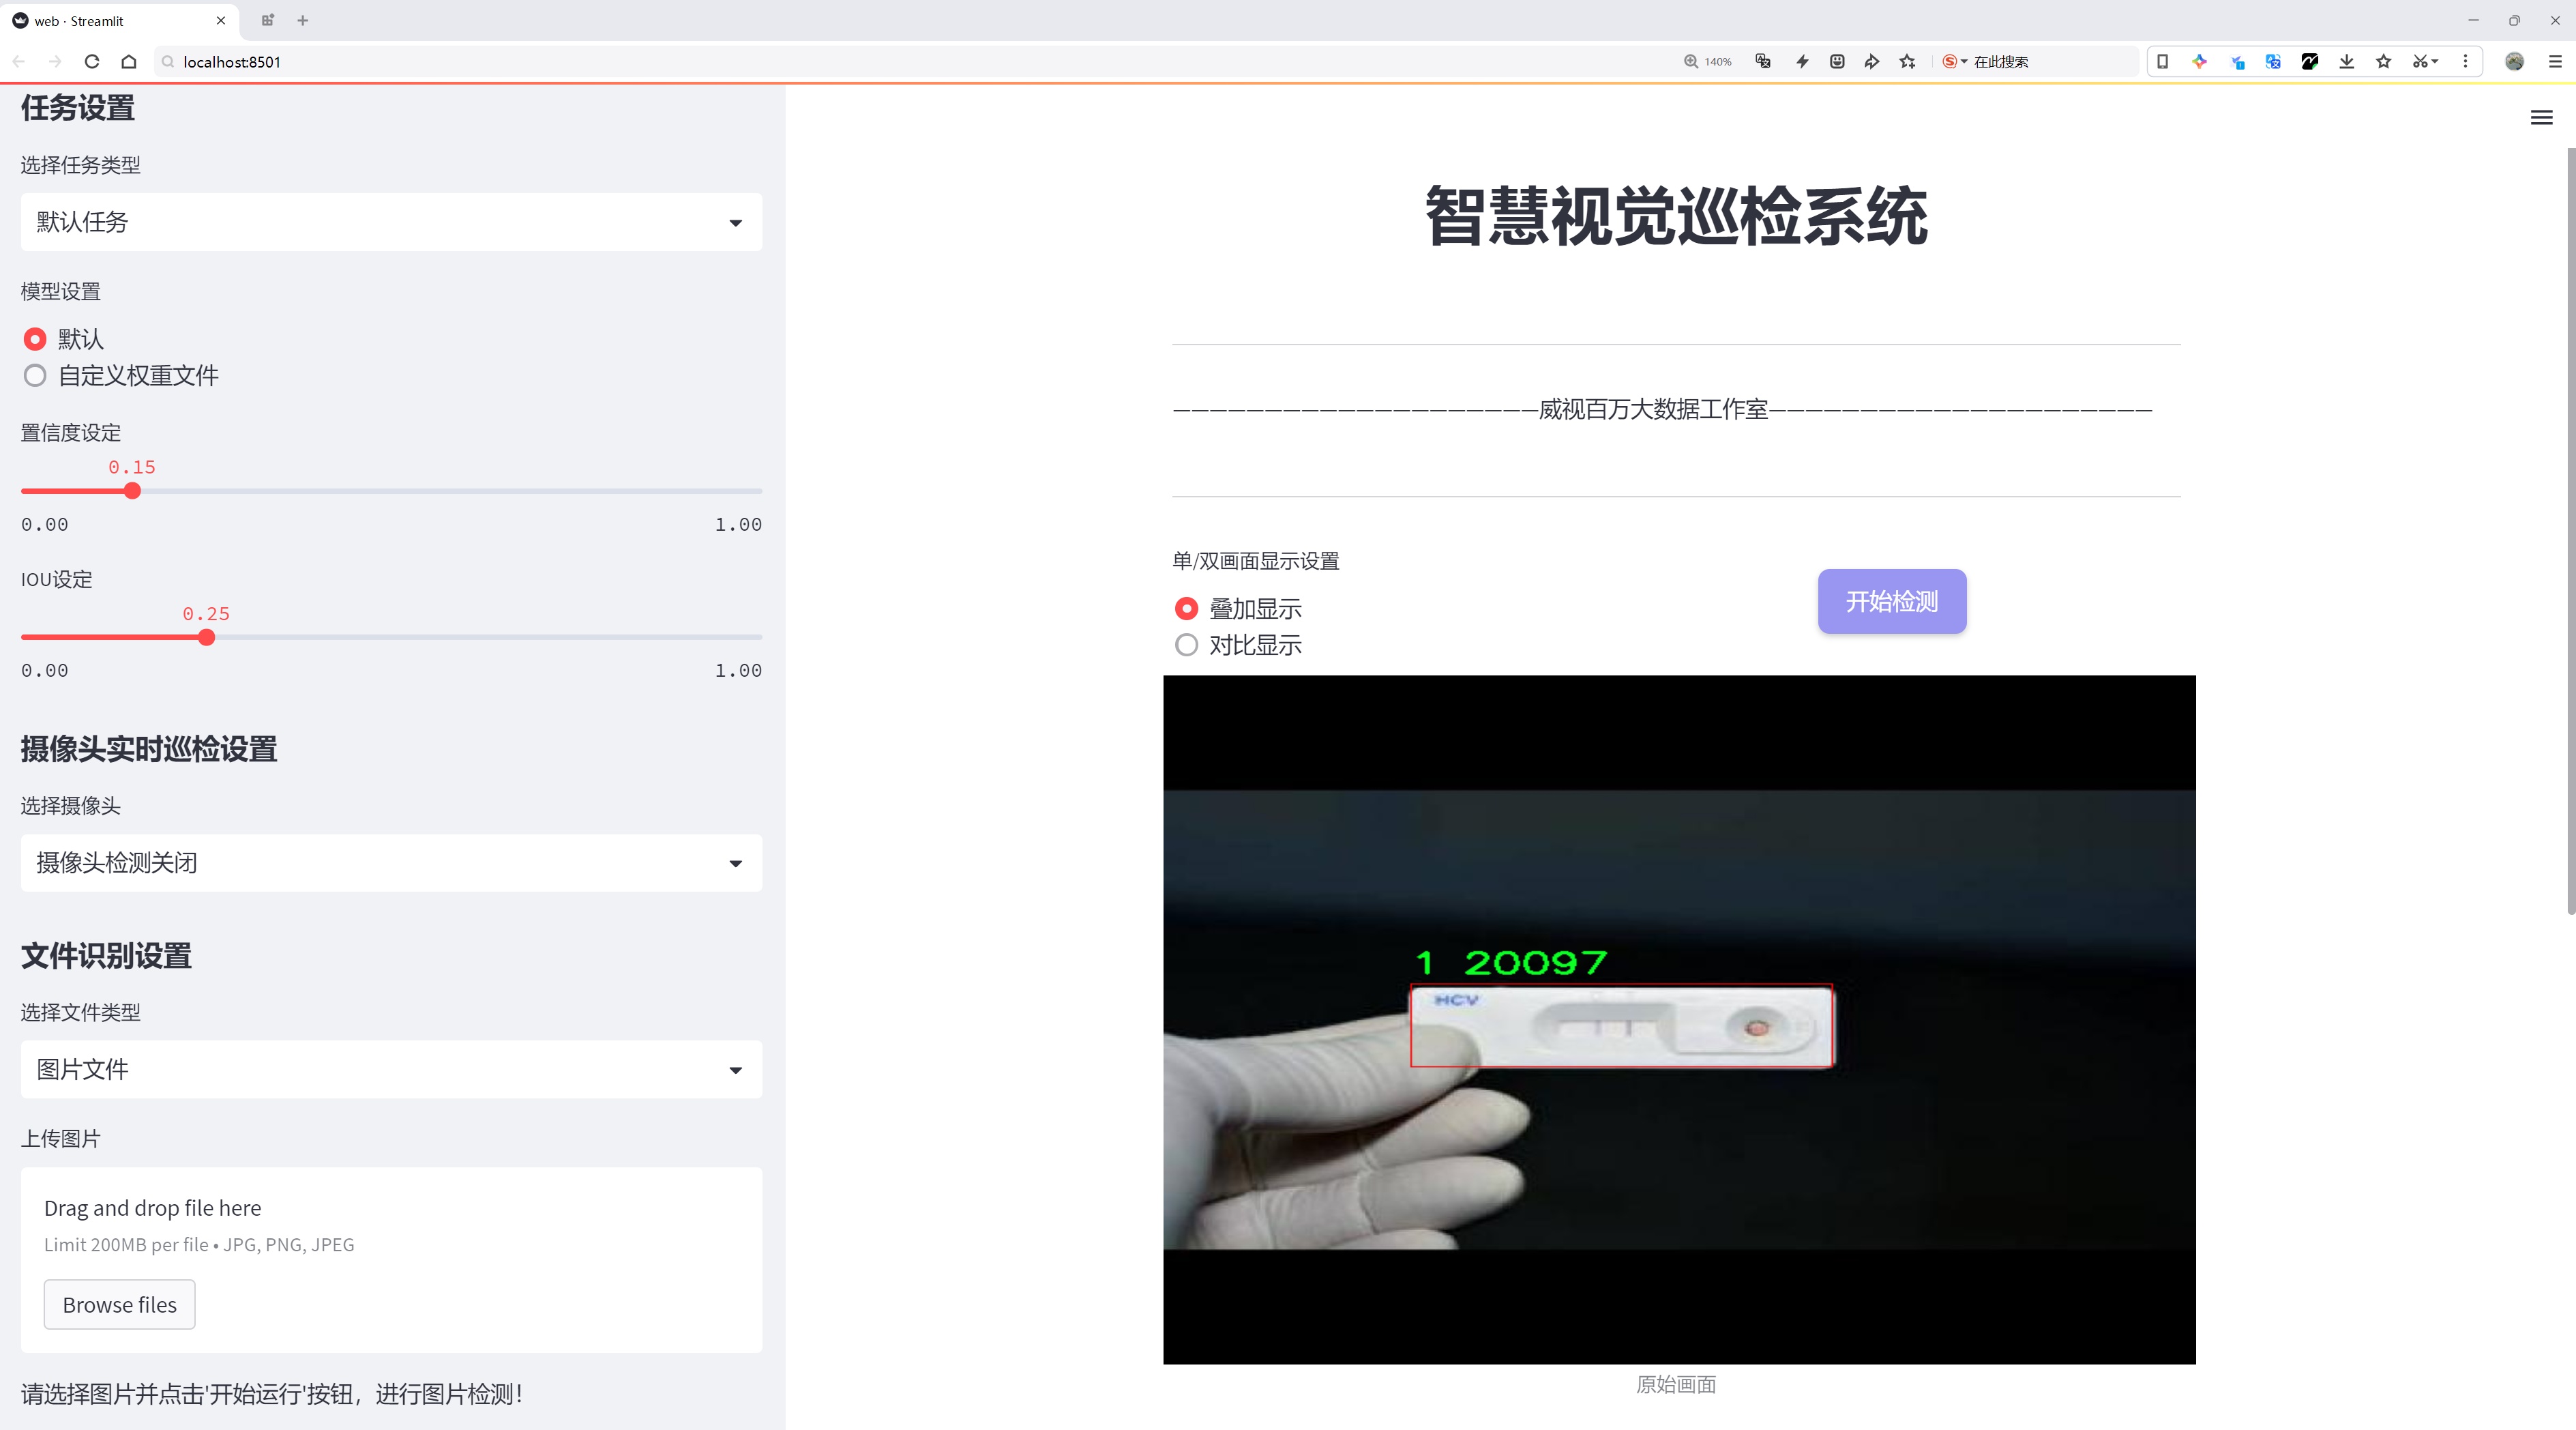 web · Streamlit
localhost:8501
140%
在此搜索
任务设置
选择任务类型
默认任务
模型设置
默认
自定义权重文件
置信度设定
0.15
0.00 1.00
IOU设定
0.25
0.00 1.00
摄像头实时巡检设置
选择摄像头
摄像头检测关闭
文件识别设置
选择文件类型
图片文件
上传图片
Drag and drop file here
Limit 200MB per file • JPG, PNG, JPEG
Browse files
请选择图片并点击'开始运行'按钮，进行图片检测！
智慧视觉巡检系统
————————————————————威视百万大数据工作室—————————————————————
单/双画面显示设置
叠加显示
对比显示
开始检测
1 20097
HCV
原始画面